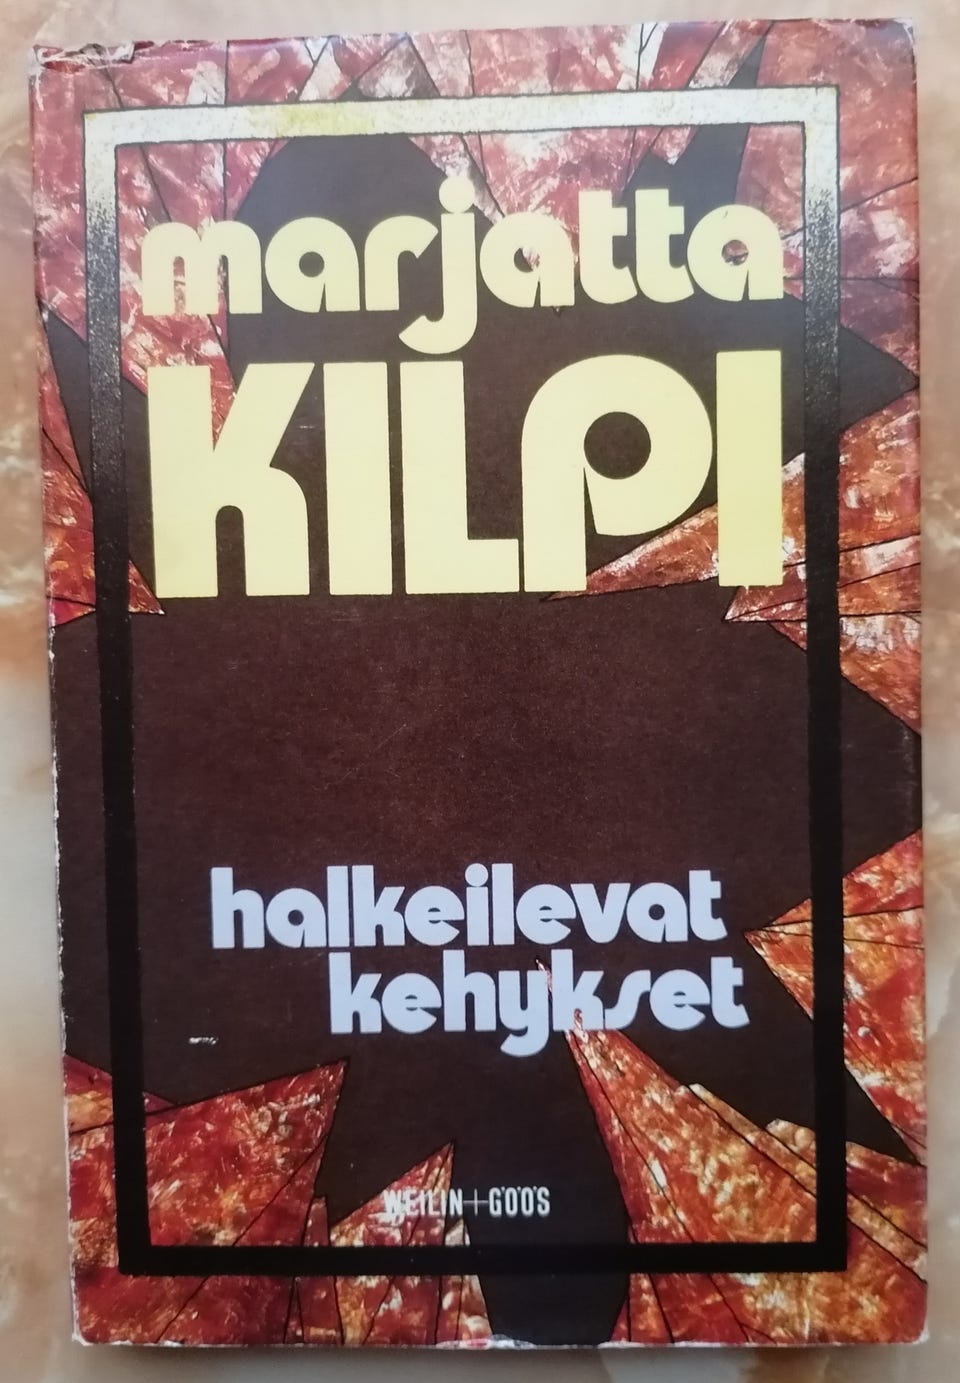 marjatta
KILPI
halkeilevat
kehykset
WEILIN+GÖÖS